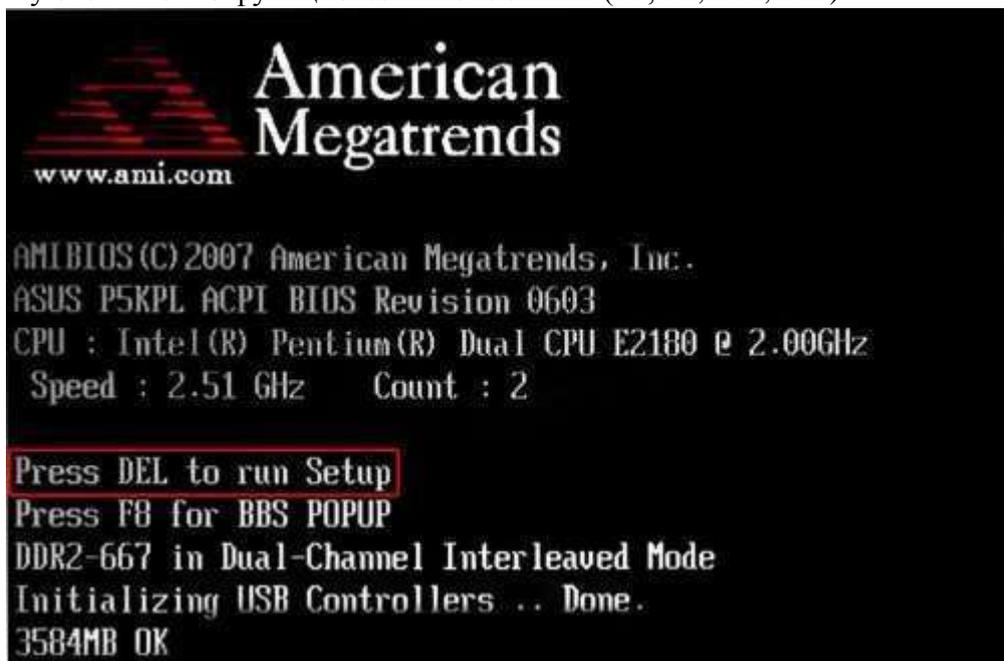 American
Megatrends
www.ami.com
AMIBIOS(C)2007 American Megatrends, Inc.
ASUS P5KPL ACPI BIOS Revision 0603
CPU : Intel(R) Pentium(R) Dual CPU E2180 @ 2.00GHz
Speed : 2.51 GHz Count : 2
Press DEL to run Setup
Press F8 for BBS POPUP
DDR2-667 in Dual-Channel Interleaved Mode
Initializing USB Controllers .. Done.
3584MB OK